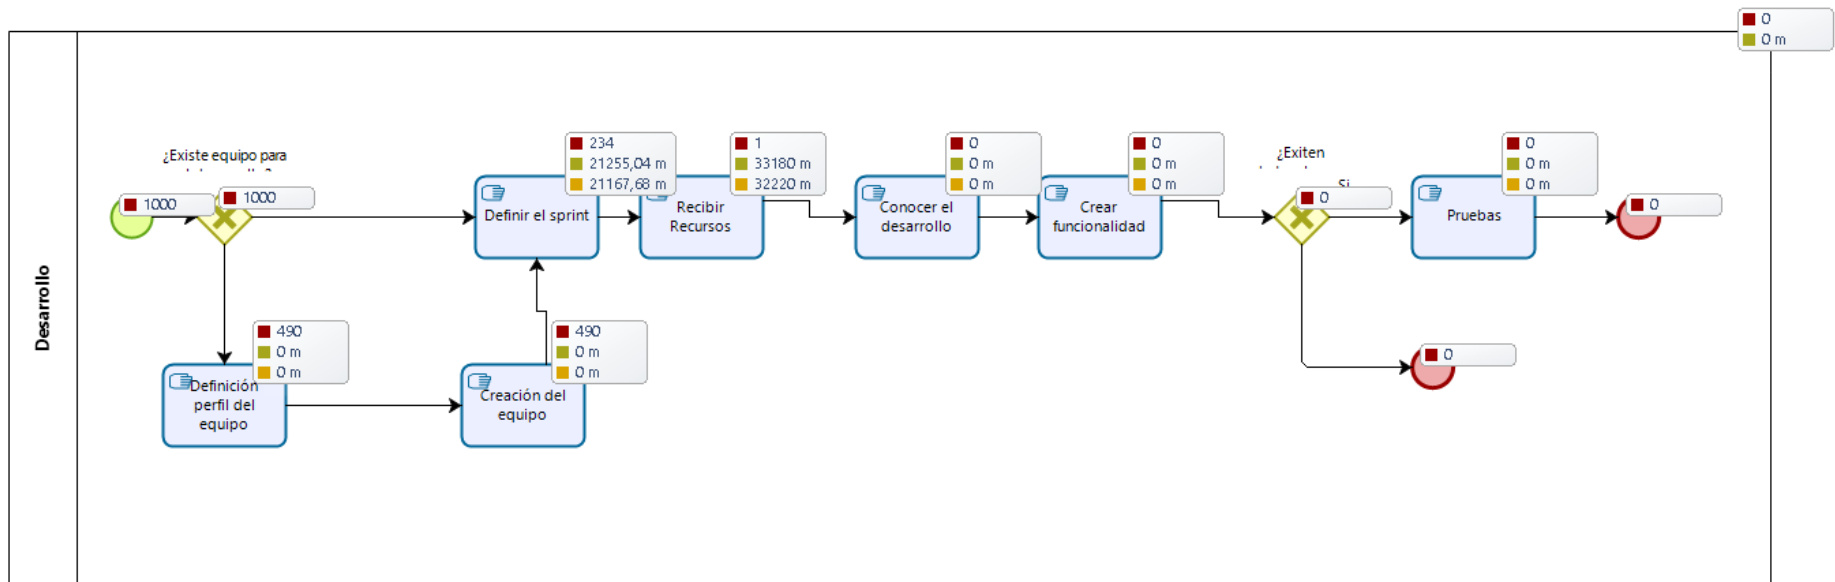 0
0 m
¿Existe equipo para
1000
1000
234
21255,04 m
21167,68 m
Definir el sprint
1
33180 m
32220 m
Recibir
Recursos
0
0 m
0 m
Conocer el
desarrollo
0
0 m
0 m
Crear
funcionalidad
¿Exiten
Si
0
0
0 m
0 m
Pruebas
0
Desarrollo
490
0 m
0 m
Definición
perfil del
equipo
490
0 m
0 m
Creación del
equipo
0